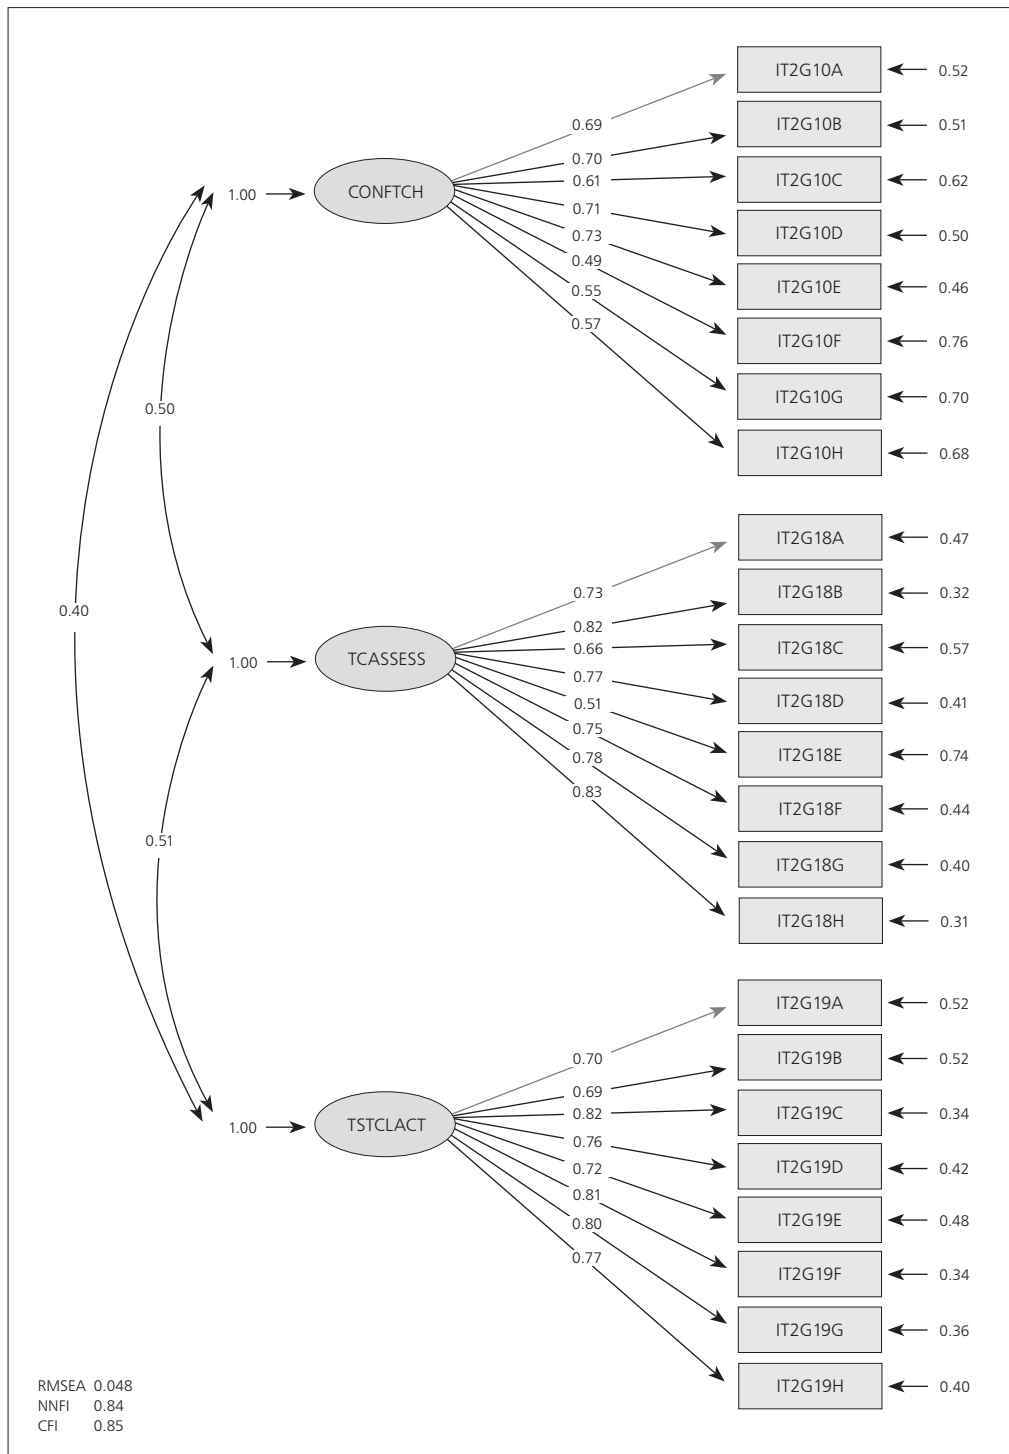 IT2G10A 0.52
0.69
IT2G10B 0.51
0.70
1.00 CONFTCH 0.61 IT2G10C 0.62
0.71
IT2G10D 0.50
0.73
0.49
IT2G10E 0.46
0.55
0.57
IT2G10F 0.76
IT2G10G 0.70
0.50
IT2G10H 0.68
IT2G18A 0.47
0.73
IT2G18B 0.32
0.40
0.82
1.00 TCASSESS 0.66 IT2G18C 0.57
0.77
IT2G18D 0.41
0.51
0.75
IT2G18E 0.74
0.78
0.83
IT2G18F 0.44
0.51
IT2G18G 0.40
IT2G18H 0.31
IT2G19A 0.52
0.70
IT2G19B 0.52
0.69
1.00 TSTCLACT 0.82 IT2G19C 0.34
0.76
IT2G19D 0.42
0.72
0.81
IT2G19E 0.48
0.80
0.77
IT2G19F 0.34
IT2G19G 0.36
IT2G19H 0.40
RMSEA 0.048
NNFI 0.84
CFI 0.85